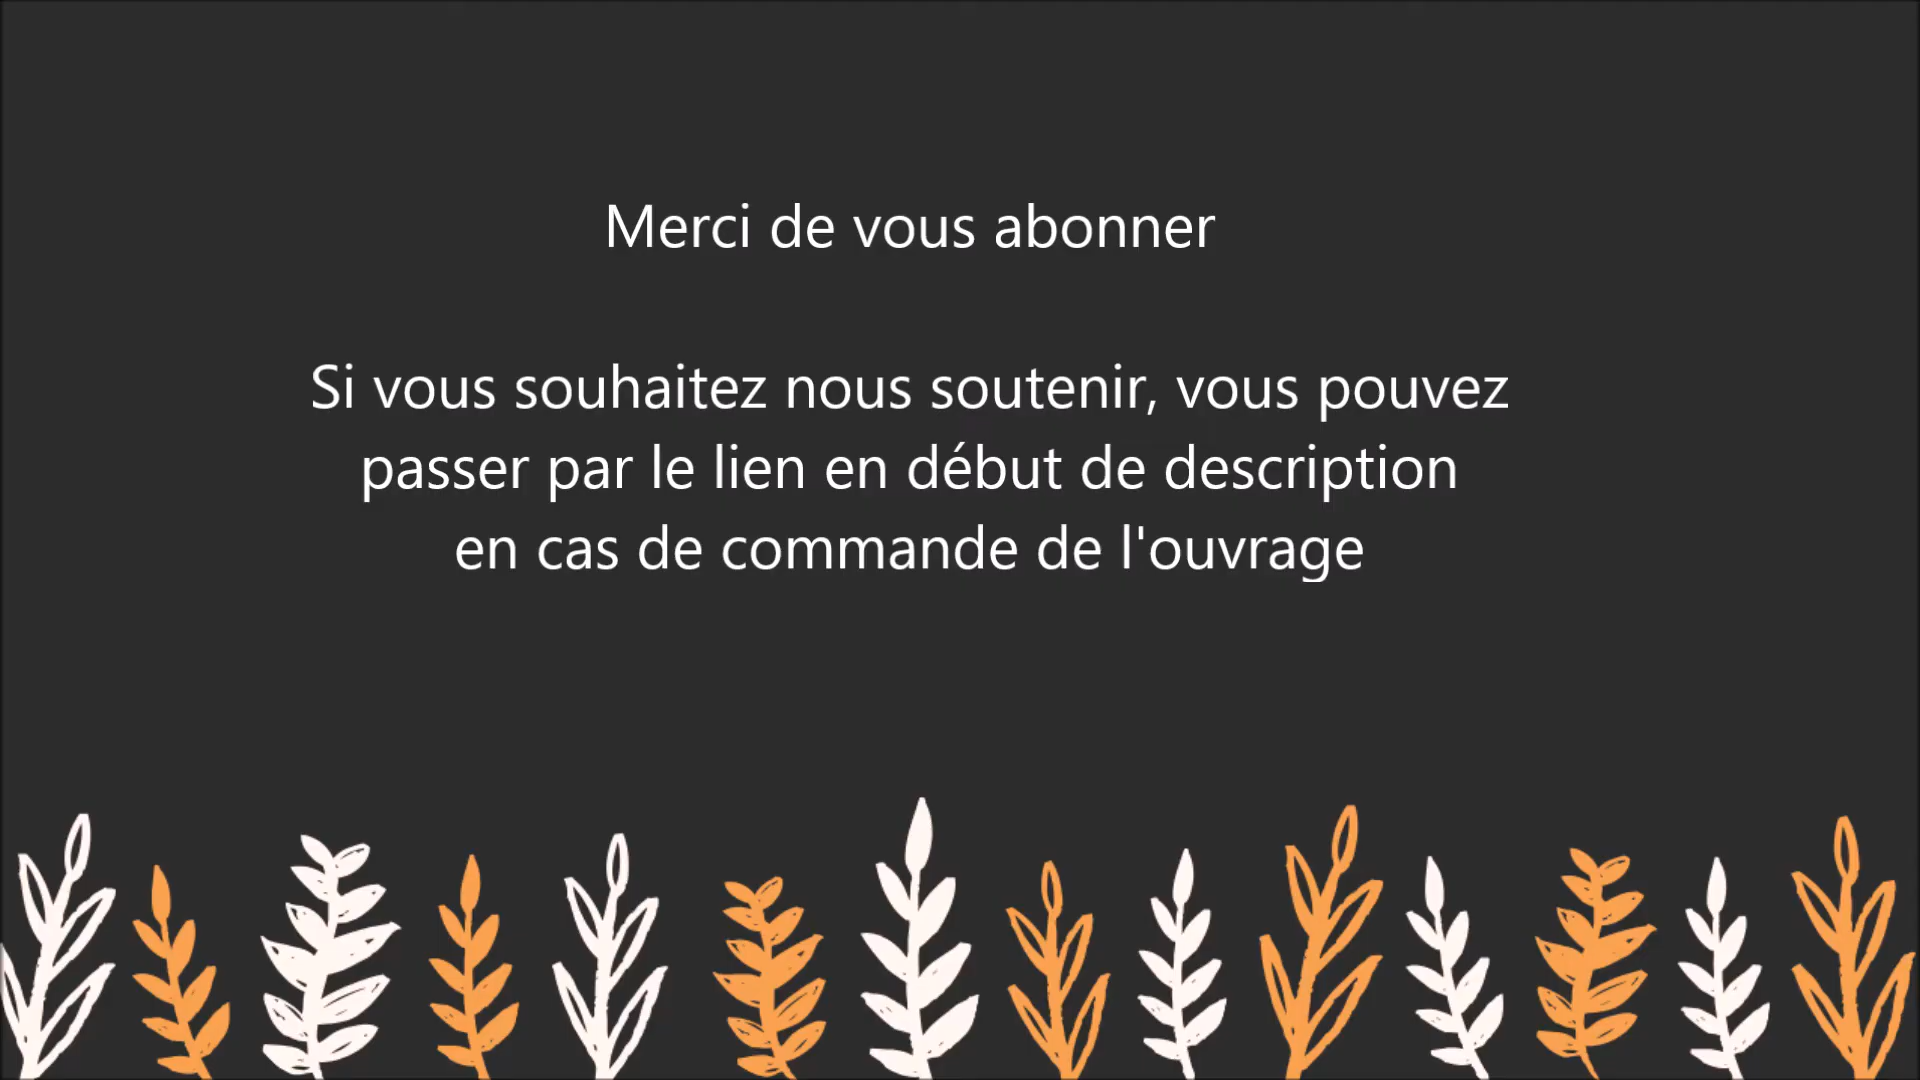 Merci de vous abonner
Si vous souhaitez nous soutenir, vous pouvez
passer par le lien en début de description
en cas de commande de l'ouvrage